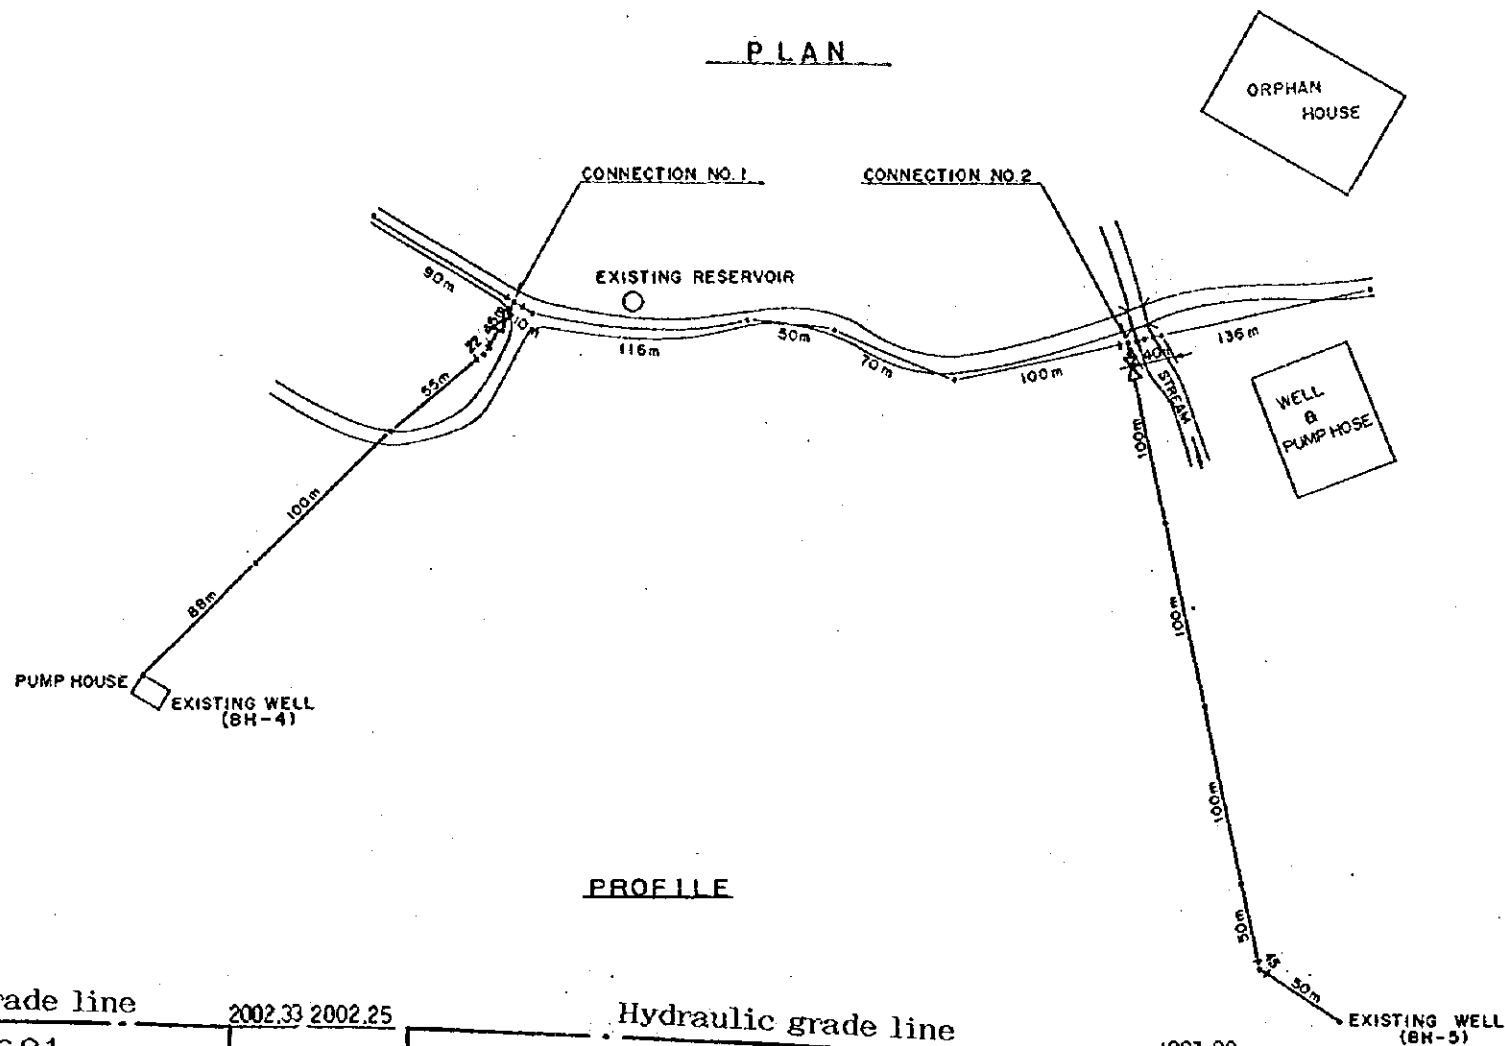 PLAN
ORPHAN
HOUSE
CONNECTION NO.1
CONNECTION NO.2
EXISTING RESERVOIR
90m
10m
116m
50m
70m
100m
40m
136m
STREAM
WELL
&
PUMP HOSE
55m
100m
88m
PUMP HOUSE
EXISTING WELL
(BH-4)
100m
100m
100m
50m
45
50m
EXISTING WELL
(BH-5)
PROFILE
rade line
2002.33 2002.25
Hydraulic grade line